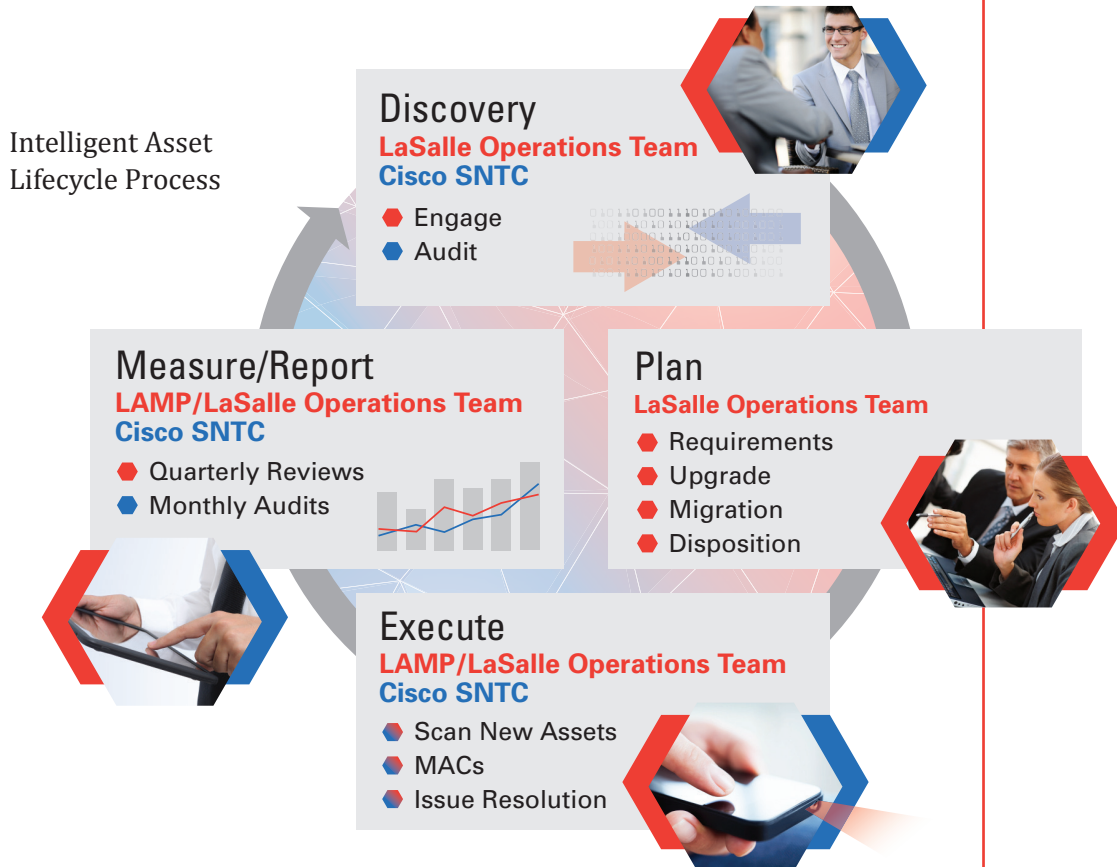 Intelligent Asset
Lifecycle Process
Discovery
LaSalle Operations Team
Cisco SNTC
Engage
Audit
Plan
LaSalle Operations Team
Requirements
Upgrade
Migration
Disposition
Execute
LAMP/LaSalle Operations Team
Cisco SNTC
Scan New Assets
MACs
Issue Resolution
Measure/Report
LAMP/LaSalle Operations Team
Cisco SNTC
Quarterly Reviews
Monthly Audits